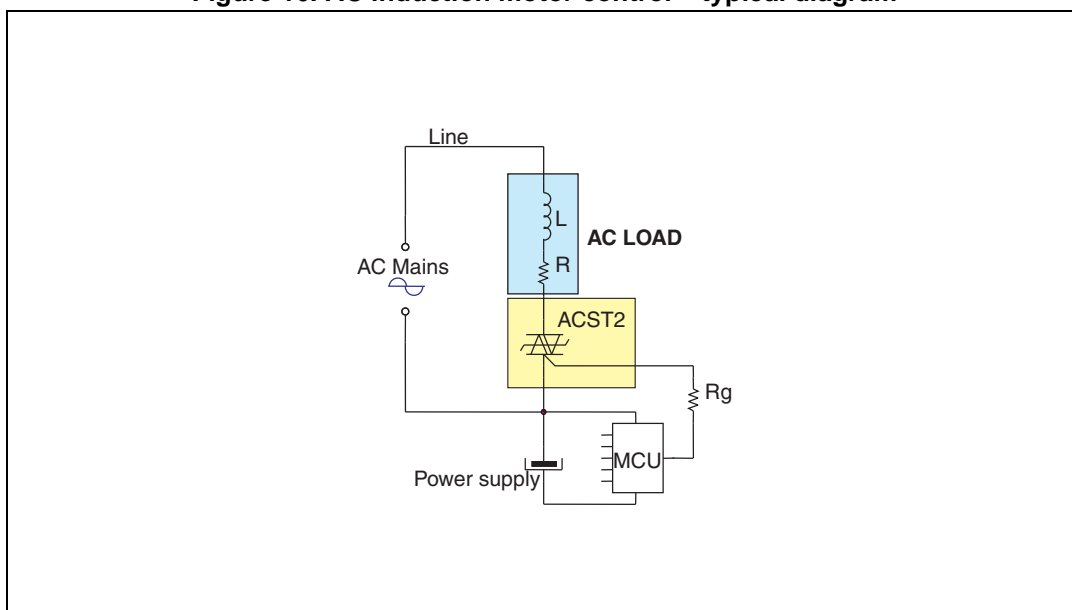 Line
L
AC LOAD
R
AC Mains
ACST2
Rg
MCU
Power supply